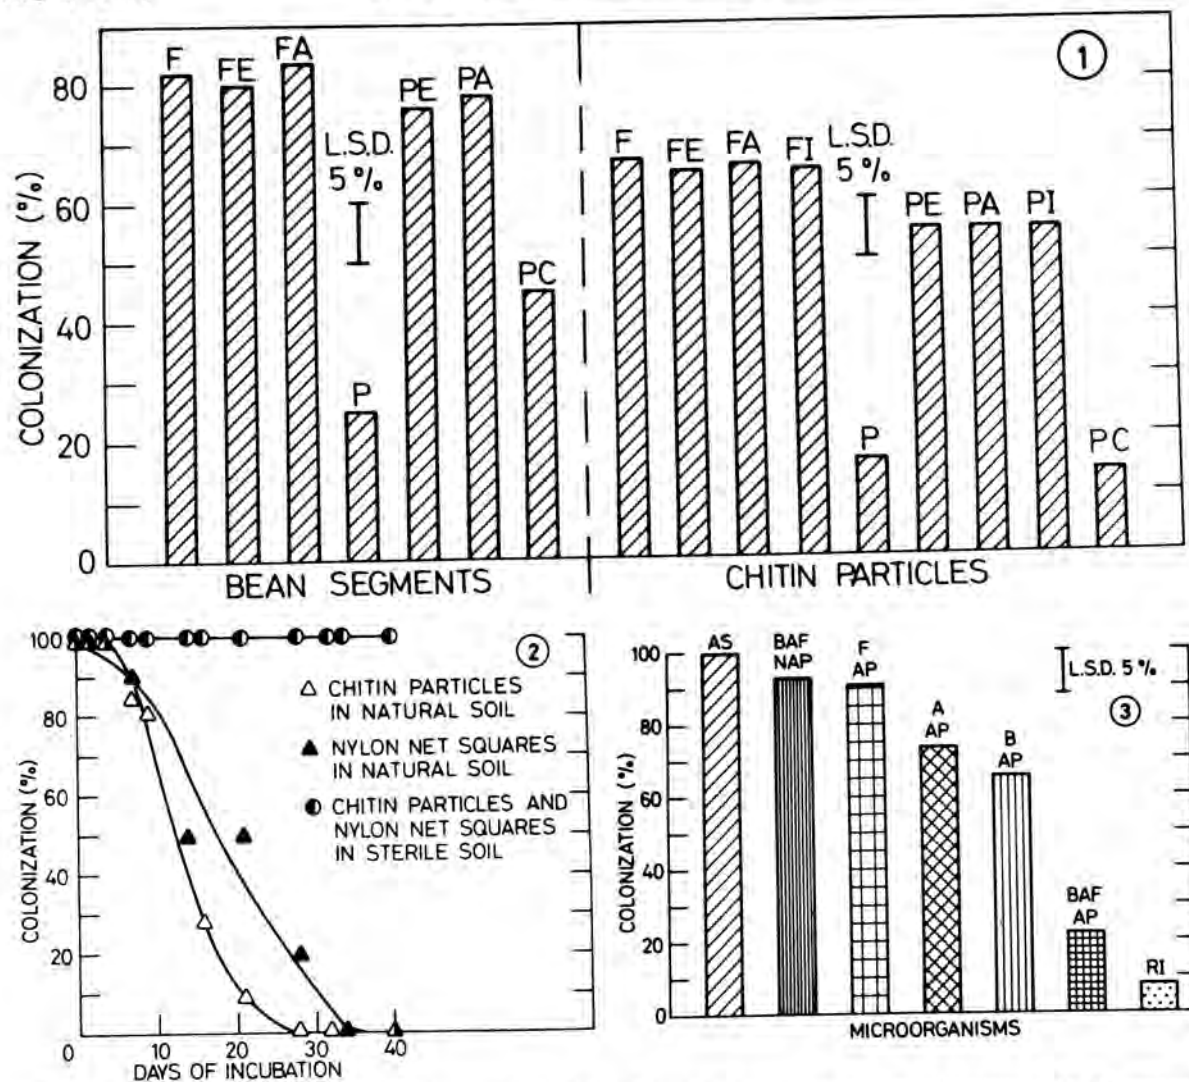 1
80
60
40
20
0
COLONIZATION (%)
F
FE
FA
L.S.D.
5 %
P
PE
PA
PC
BEAN SEGMENTS
F
FE
FA
FI
L.S.D.
5 %
P
PE
PA
PI
PC
CHITIN PARTICLES
2
100
80
60
40
20
COLONIZATION (%)
0
10
20
30
40
DAYS OF INCUBATION
CHITIN PARTICLES
IN NATURAL SOIL
NYLON NET SQUARES
IN NATURAL SOIL
CHITIN PARTICLES AND
NYLON NET SQUARES
IN STERILE SOIL
3
100
80
60
40
20
0
COLONIZATION (%)
AS
BAF
NAP
F
AP
A
AP
B
AP
BAF
AP
RI
L.S.D. 5 %
MICROORGANISMS